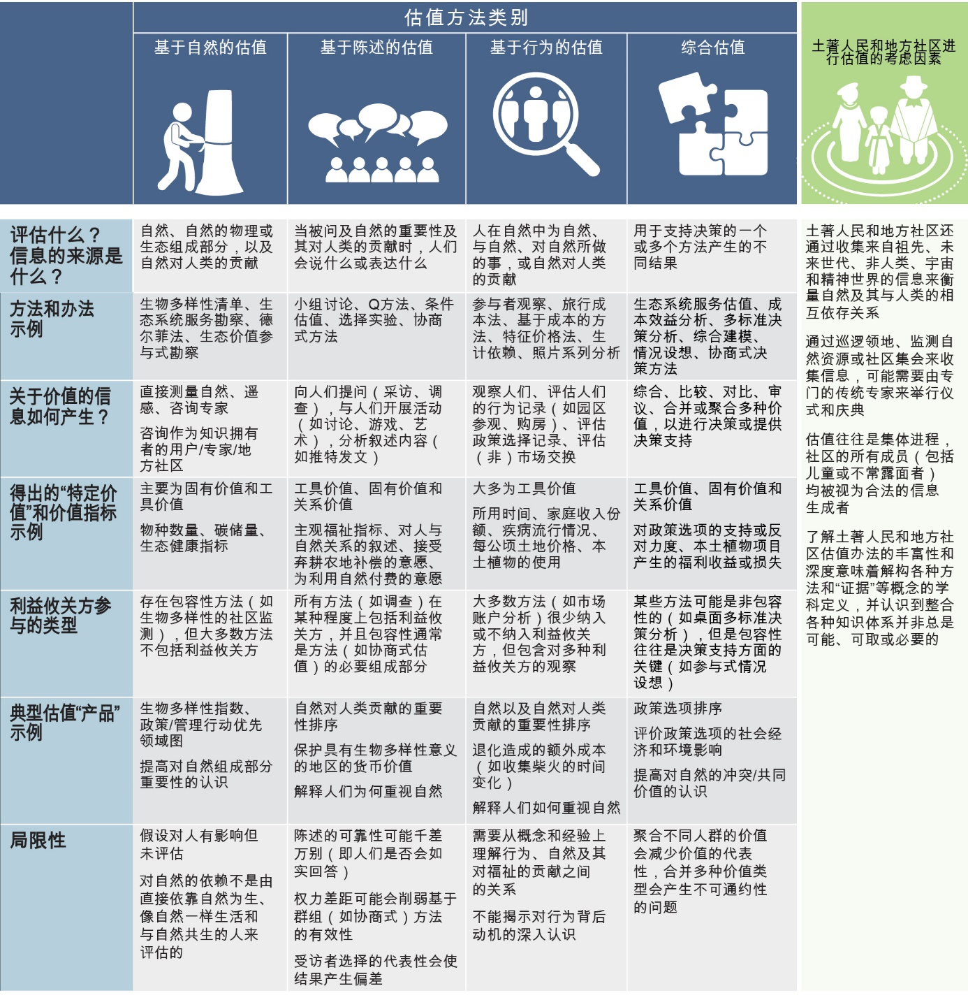 估值方法类别
基于自然的估值
基于陈述的估值
基于行为的估值
综合估值
土著人民和地方社区进
行估值的考虑因素
评估什么？
信息的来源是
什么？
自然、自然的物理或
生态组成部分，以及
自然对人类的贡献
当被问及自然的重要性及
其对人类的贡献时，人们
会说什么或表达什么
人在自然中为自然、
与自然、对自然所做
的事，或自然对人类
的贡献
用于支持决策的一个
或多个方法产生的不
同结果
方法和办法
示例
生物多样性清单、生
态系统服务勘察、德
尔菲法、生态价值参
与式勘察
小组讨论、Q方法、条件
估值、选择实验、协商
式方法
参与者观察、旅行成
本法、基于成本的方
法、特征价格法、生
计依赖、照片系列分析
生态系统服务估值、成
本效益分析、多标准决
策分析、综合建模、
情况设想、协商式决
策方法
关于价值的信
息如何产生？
直接测量自然、遥
感、咨询专家
咨询作为知识拥有
者的用户/专家/地
方社区
向人们提问（采访、调
查），与人们开展活动
（如讨论、游戏、艺
术），分析叙述内容（
如推特发文）
观察人们、评估人们
的行为记录（如园区
参观、购房）、评估
政策选择记录、评估
（非）市场交换
综合、比较、对比、审
议、合并或聚合多种价
值，以进行决策或提供
决策支持
得出的“特定价
值”和价值指标
示例
主要为固有价值和工
具价值
物种数量、碳储量、
生态健康指标
工具价值、固有价值和
关系价值
主观福祉指标、对人与
自然关系的叙述、接受
弃耕农地补偿的意愿、
为利用自然付费的意愿
大多为工具价值
所用时间、家庭收入份
额、疾病流行情况、
每公顷土地价格、本
土植物的使用
工具价值、固有价值和
关系价值
对政策选项的支持或反
对力度、本土植物项目
产生的福利收益或损失
利益攸关方参
与的类型
存在包容性方法（如
生物多样性的社区监
测），但大多数方法
不包括利益攸关方
所有方法（如调查）在
某种程度上包括利益攸
关方，并且包容性通常
是方法（如协商式估
值）的必要组成部分
大多数方法（如市场
账户分析）很少纳入
或不纳入利益攸关
方，但包含对多种利
益攸关方的观察
某些方法可能是非包容
性的（如桌面多标准决
策分析），但是包容性
往往是决策支持方面的
关键（如参与式情况
设想）
典型估值“产品”
示例
生物多样性指数、
政策/管理行动优先
领域图
提高对自然组成部分
重要性的认识
自然对人类贡献的重要
性排序
保护具有生物多样性意义
的地区的货币价值
解释人们为何重视自然
自然以及自然对人类
贡献的重要性排序
退化造成的额外成本
（如收集柴火的时间
变化）
解释人们如何重视自然
政策选项排序
评价政策选项的社会经
济和环境影响
提高对自然的冲突/共同
价值的认识
局限性
假设对人有影响但
未评估
对自然的依赖不是由
直接依靠自然为生、
像自然一样生活和
与自然共生的人来
评估的
陈述的可靠性可能千差
万别（即人们是否会如
实回答）
权力差距可能会削弱基于
群组（如协商式）方法
的有效性
受访者选择的代表性会使
结果产生偏差
需要从概念和经验上
理解行为、自然及其
对福祉的贡献之间
的关系
不能揭示对行为背后
动机的深入认识
聚合不同人群的价值
会减少价值的代表
性，合并多种价值类
型会产生不可通约性
的问题
土著人民和地方社区还
通过收集来自祖先、未
来世代、非人类、宇宙
和精神世界的信息来衡
量自然及其与人类的相
互依存关系
通过巡逻领地、监测自
然资源或社区集会来收
集信息，可能需要由专
门的传统专家来举行仪
式和庆典
估值往往是集体进程，
社区的所有成员（包括
儿童或不常露面者）
均被视为合法的信息
生成者
了解土著人民和地方社
区估值办法的丰富性和
深度意味着解构各种方
法和“证据”等概念的学
科定义，并认识到整合
各种知识体系并非总是
可能、可取或必要的